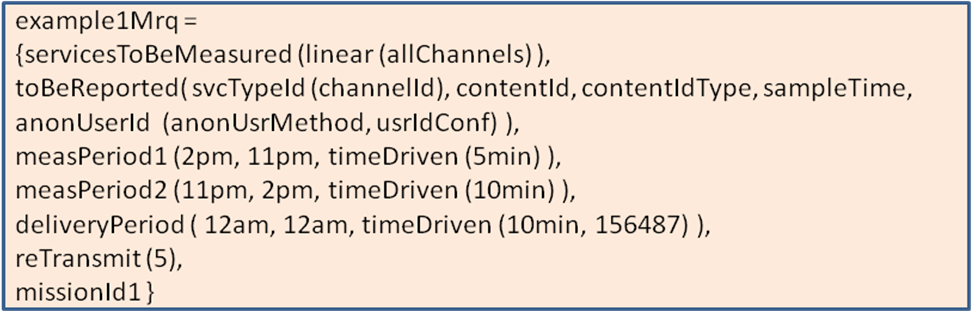 example1Mrq =
{servicesToBeMeasured (linear (allChannels) ),
toBeReported( svcTypeId (channelId), contentId, contentIdType, sampleTime,
anonUserId (anonUsrMethod, usrIdConf) ),
measPeriod1 (2pm, 11pm, timeDriven (5min) ),
measPeriod2 (11pm, 2pm, timeDriven (10min) ),
deliveryPeriod ( 12am, 12am, timeDriven (10min, 156487) ),
reTransmit (5),
missionId1 }